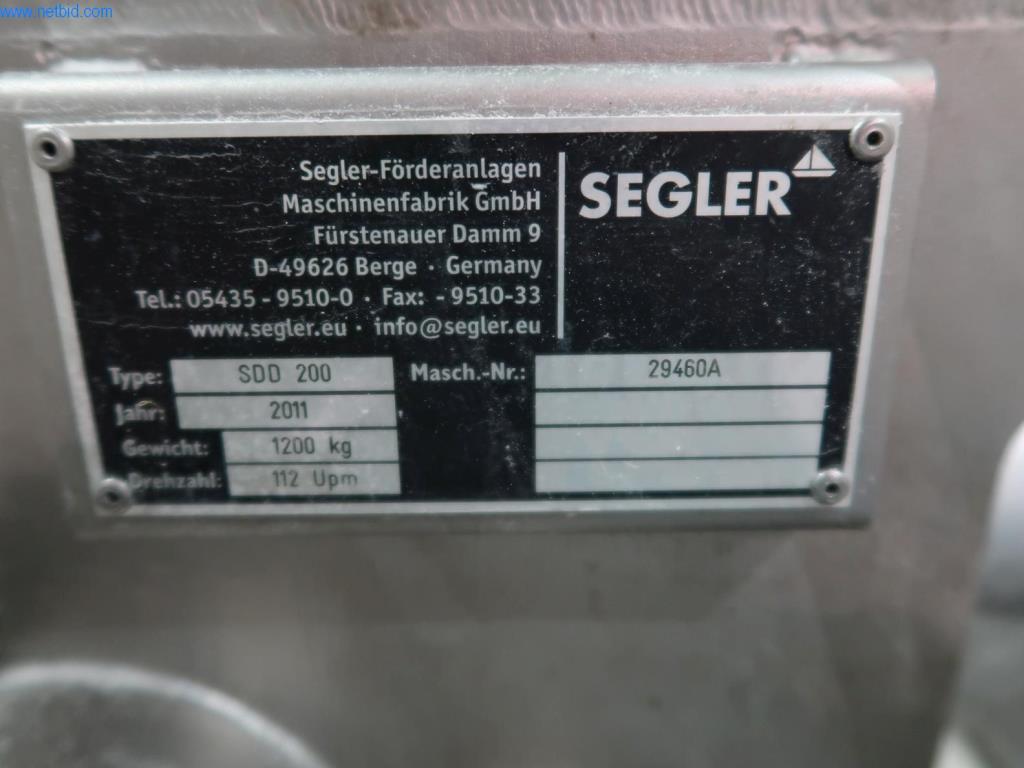 www.netbid.com
Segler-Förderanlagen
Maschinenfabrik GmbH
Fürstenauer Damm 9
D-49626 Berge · Germany
Tel.: 05435 - 9510-0 · Fax: - 9510-33
www.segler.eu · info@segler.eu
SEGLER
Type: SDD 200 Masch.-Nr.: 29460A
Jahr: 2011
Gewicht: 1200 kg
Drehzahl: 112 Upm